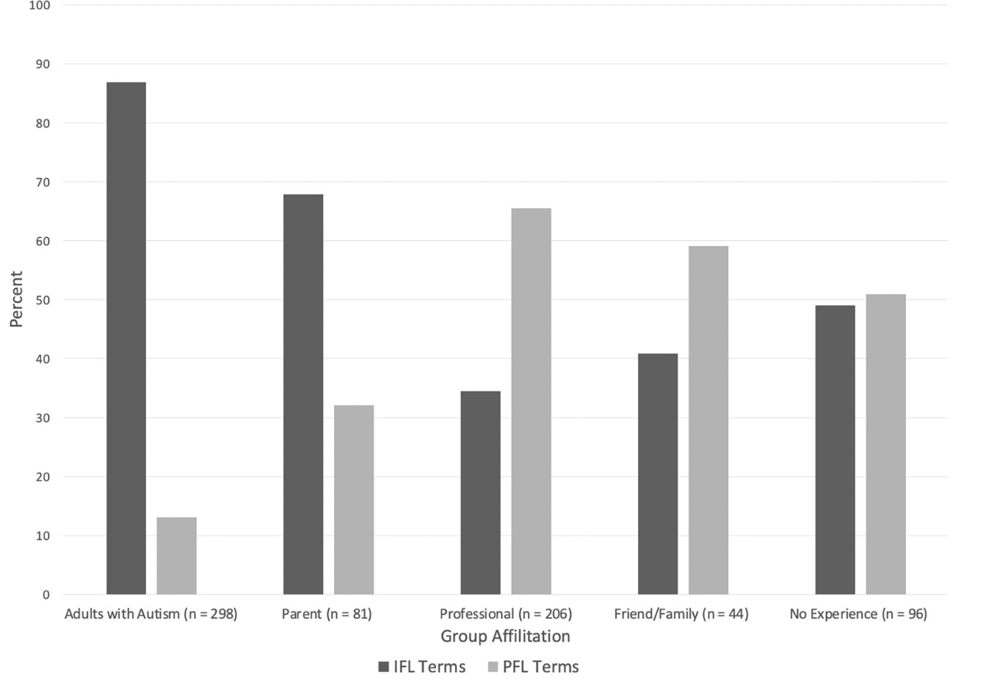 100
90
80
70
60
50
40
30
20
10
0
Percent
Adults with Autism (n = 298) Parent (n = 81) Professional (n = 206) Friend/Family (n = 44) No Experience (n = 96)
Group Affilitation
IFL Terms PFL Terms